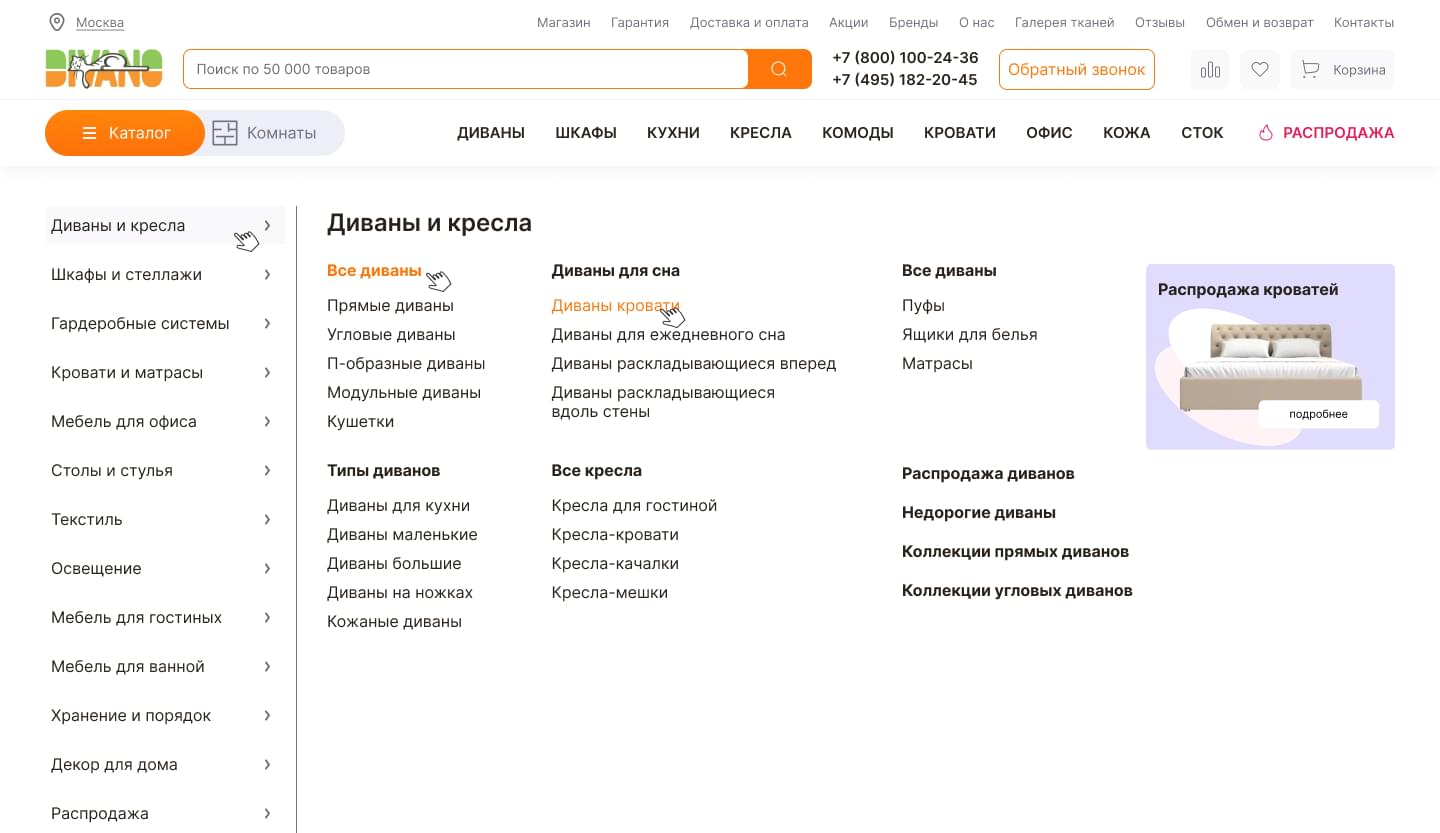 Москва
Магазин Гарантия Доставка и оплата Акции Бренды О нас Галерея тканей Отзывы Обмен и возврат Контакты
DIVANO
Поиск по 50 000 товаров
+7 (800) 100-24-36
+7 (495) 182-20-45
Обратный звонок
Корзина
Каталог
Комнаты
ДИВАНЫ ШКАФЫ КУХНИ КРЕСЛА КОМОДЫ КРОВАТИ ОФИС КОЖА СТОК РАСПРОДАЖА
Диваны и кресла
Шкафы и стеллажи
Гардеробные системы
Кровати и матрасы
Мебель для офиса
Столы и стулья
Текстиль
Освещение
Мебель для гостиных
Мебель для ванной
Хранение и порядок
Декор для дома
Распродажа
Диваны и кресла
Все диваны
Прямые диваны
Угловые диваны
П-образные диваны
Модульные диваны
Кушетки
Типы диванов
Диваны для кухни
Диваны маленькие
Диваны большие
Диваны на ножках
Кожаные диваны
Диваны для сна
Диваны кровати
Диваны для ежедневного сна
Диваны раскладывающиеся вперед
Диваны раскладывающиеся
вдоль стены
Все кресла
Кресла для гостиной
Кресла-кровати
Кресла-качалки
Кресла-мешки
Все диваны
Пуфы
Ящики для белья
Матрасы
Распродажа диванов
Недорогие диваны
Коллекции прямых диванов
Коллекции угловых диванов
Распродажа кроватей
подробнее